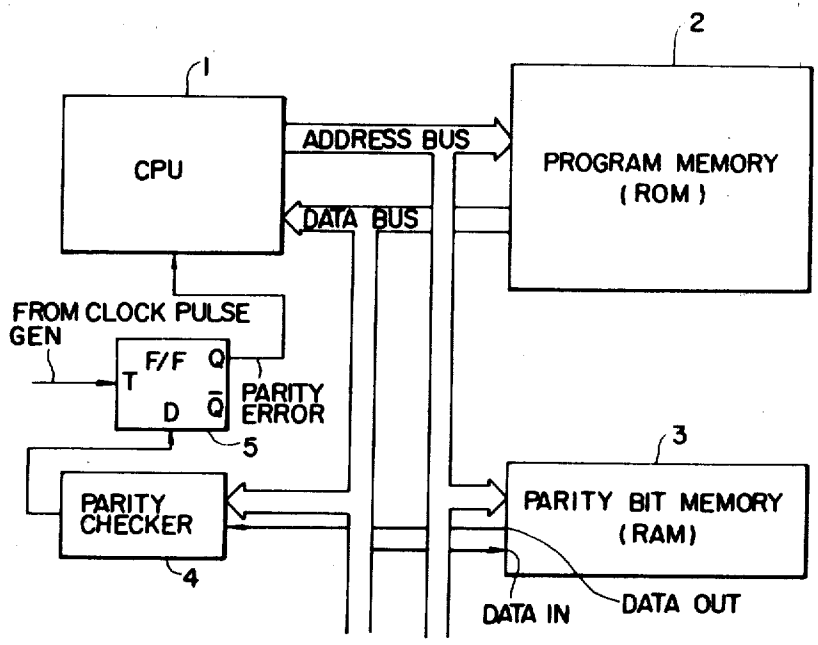 1
2
CPU
ADDRESS BUS
PROGRAM MEMORY
(ROM)
DATA BUS
FROM CLOCK PULSE
GEN
F/F
Q
T
D
Q̅
PARITY
ERROR
5
3
PARITY
CHECKER
4
PARITY BIT MEMORY
(RAM)
DATA IN
DATA OUT